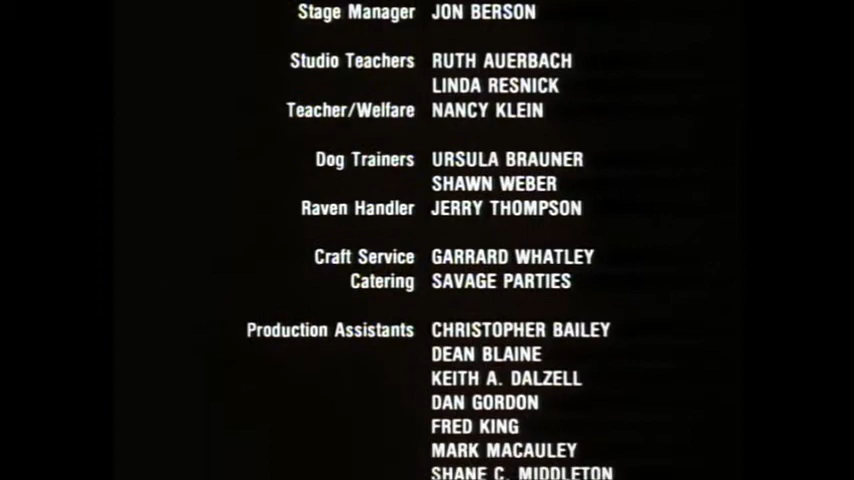 Stage Manager JON BERSON
Studio Teachers RUTH AUERBACH
LINDA RESNICK
Teacher/Welfare NANCY KLEIN
Dog Trainers URSULA BRAUNER
SHAWN WEBER
Raven Handler JERRY THOMPSON
Craft Service GARRARD WHATLEY
Catering SAVAGE PARTIES
Production Assistants CHRISTOPHER BAILEY
DEAN BLAINE
KEITH A. DALZELL
DAN GORDON
FRED KING
MARK MACAULEY
SHANE C. MIDDLETON